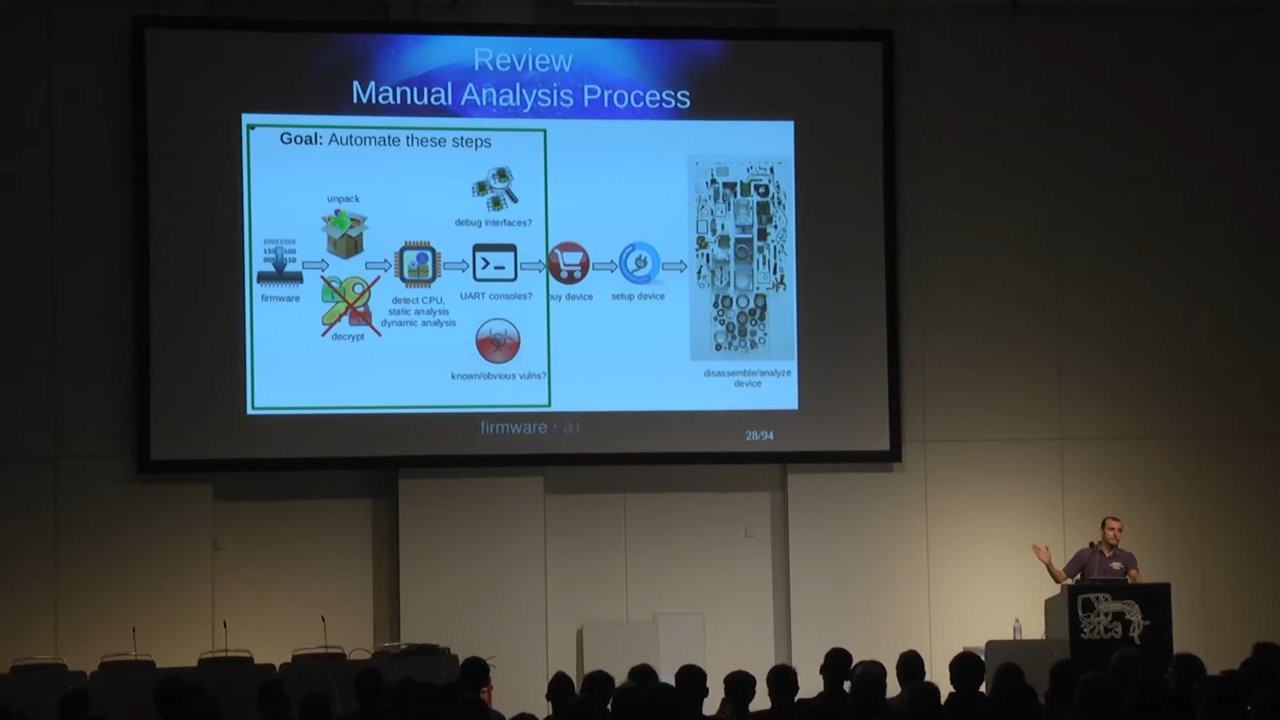 Review
Manual Analysis Process
Goal: Automate these steps
unpack
debug interfaces?
firmware
decrypt
detect CPU,
static analysis
dynamic analysis
UART consoles?
known/obvious vulns?
buy device
setup device
disassemble/analyze
device
firmware
28/94
32C3